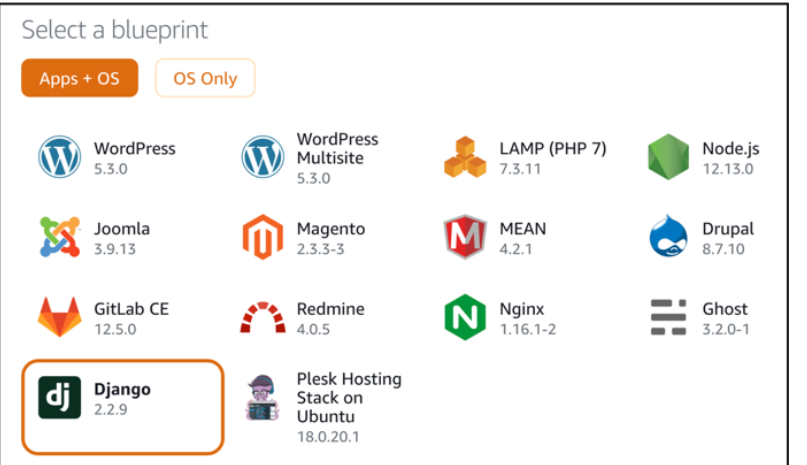 Select a blueprint
Apps + OS
OS Only
WordPress
5.3.0
WordPress
Multisite
5.3.0
LAMP (PHP 7)
7.3.11
Node.js
12.13.0
Joomla
3.9.13
Magento
2.3.3-3
MEAN
4.2.1
Drupal
8.7.10
GitLab CE
12.5.0
Redmine
4.0.5
Nginx
1.16.1-2
Ghost
3.2.0-1
dj
Django
2.2.9
Plesk Hosting
Stack on
Ubuntu
18.0.20.1